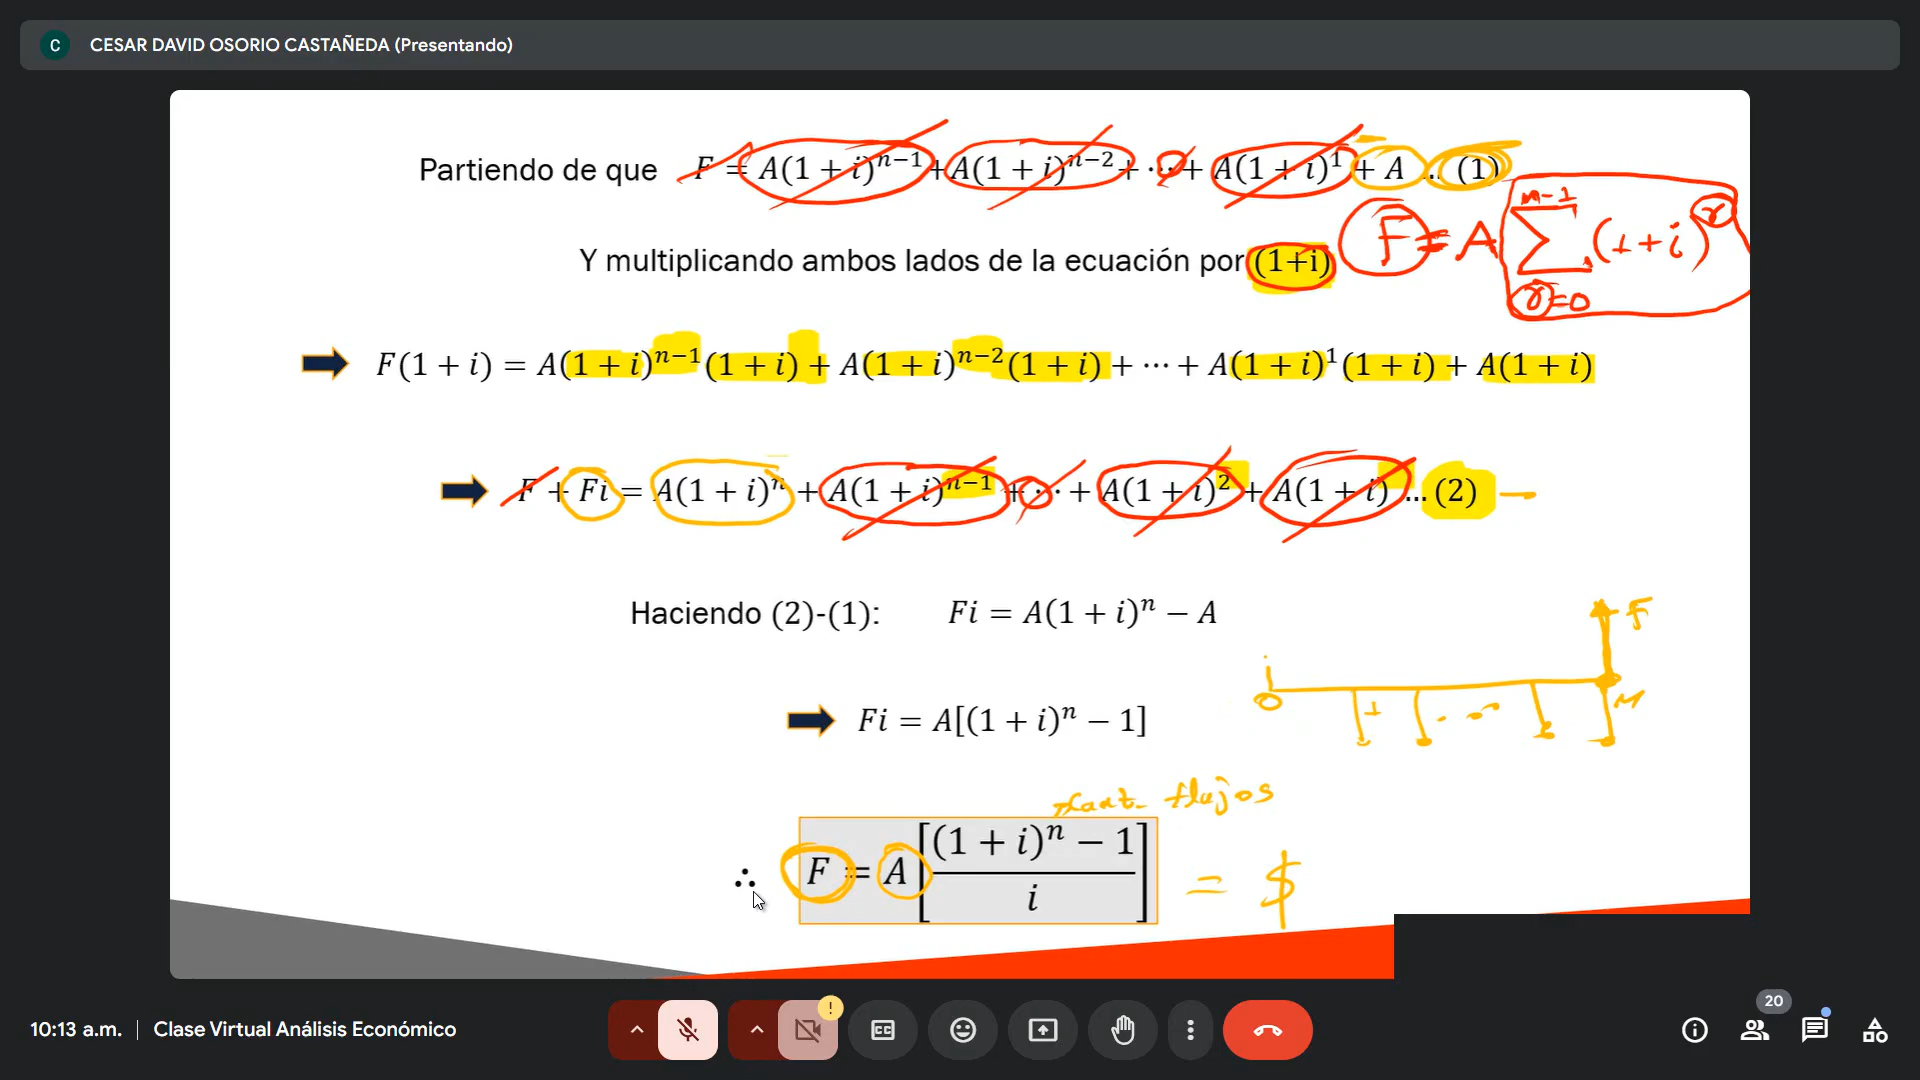 C CESAR DAVID OSORIO CASTAÑEDA (Presentando)
Partiendo de que F = A(1 + i)^{n−1}+A(1 + i)^{n−2}+ ⋯ + A(1 + i)^1 + A … (1)
F = A ∑_{r=0}^{n-1} (1+i)^r
Y multiplicando ambos lados de la ecuación por (1+i)
F(1 + i) = A(1 + i)^{n−1}(1 + i) + A(1 + i)^{n−2}(1 + i) + ⋯ + A(1 + i)^1(1 + i) + A(1 + i)
F + Fi = A(1 + i)^n + A(1 + i)^{n−1} + ⋯ + A(1 + i)^2 + A(1 + i) … (2)
Haciendo (2)-(1): Fi = A(1 + i)^n − A
F
0
Fi = A[(1 + i)^n − 1]
cant. flujos
∴ F = A [((1 + i)^n − 1)/i] = $
10:13 a.m. | Clase Virtual Análisis Económico
20